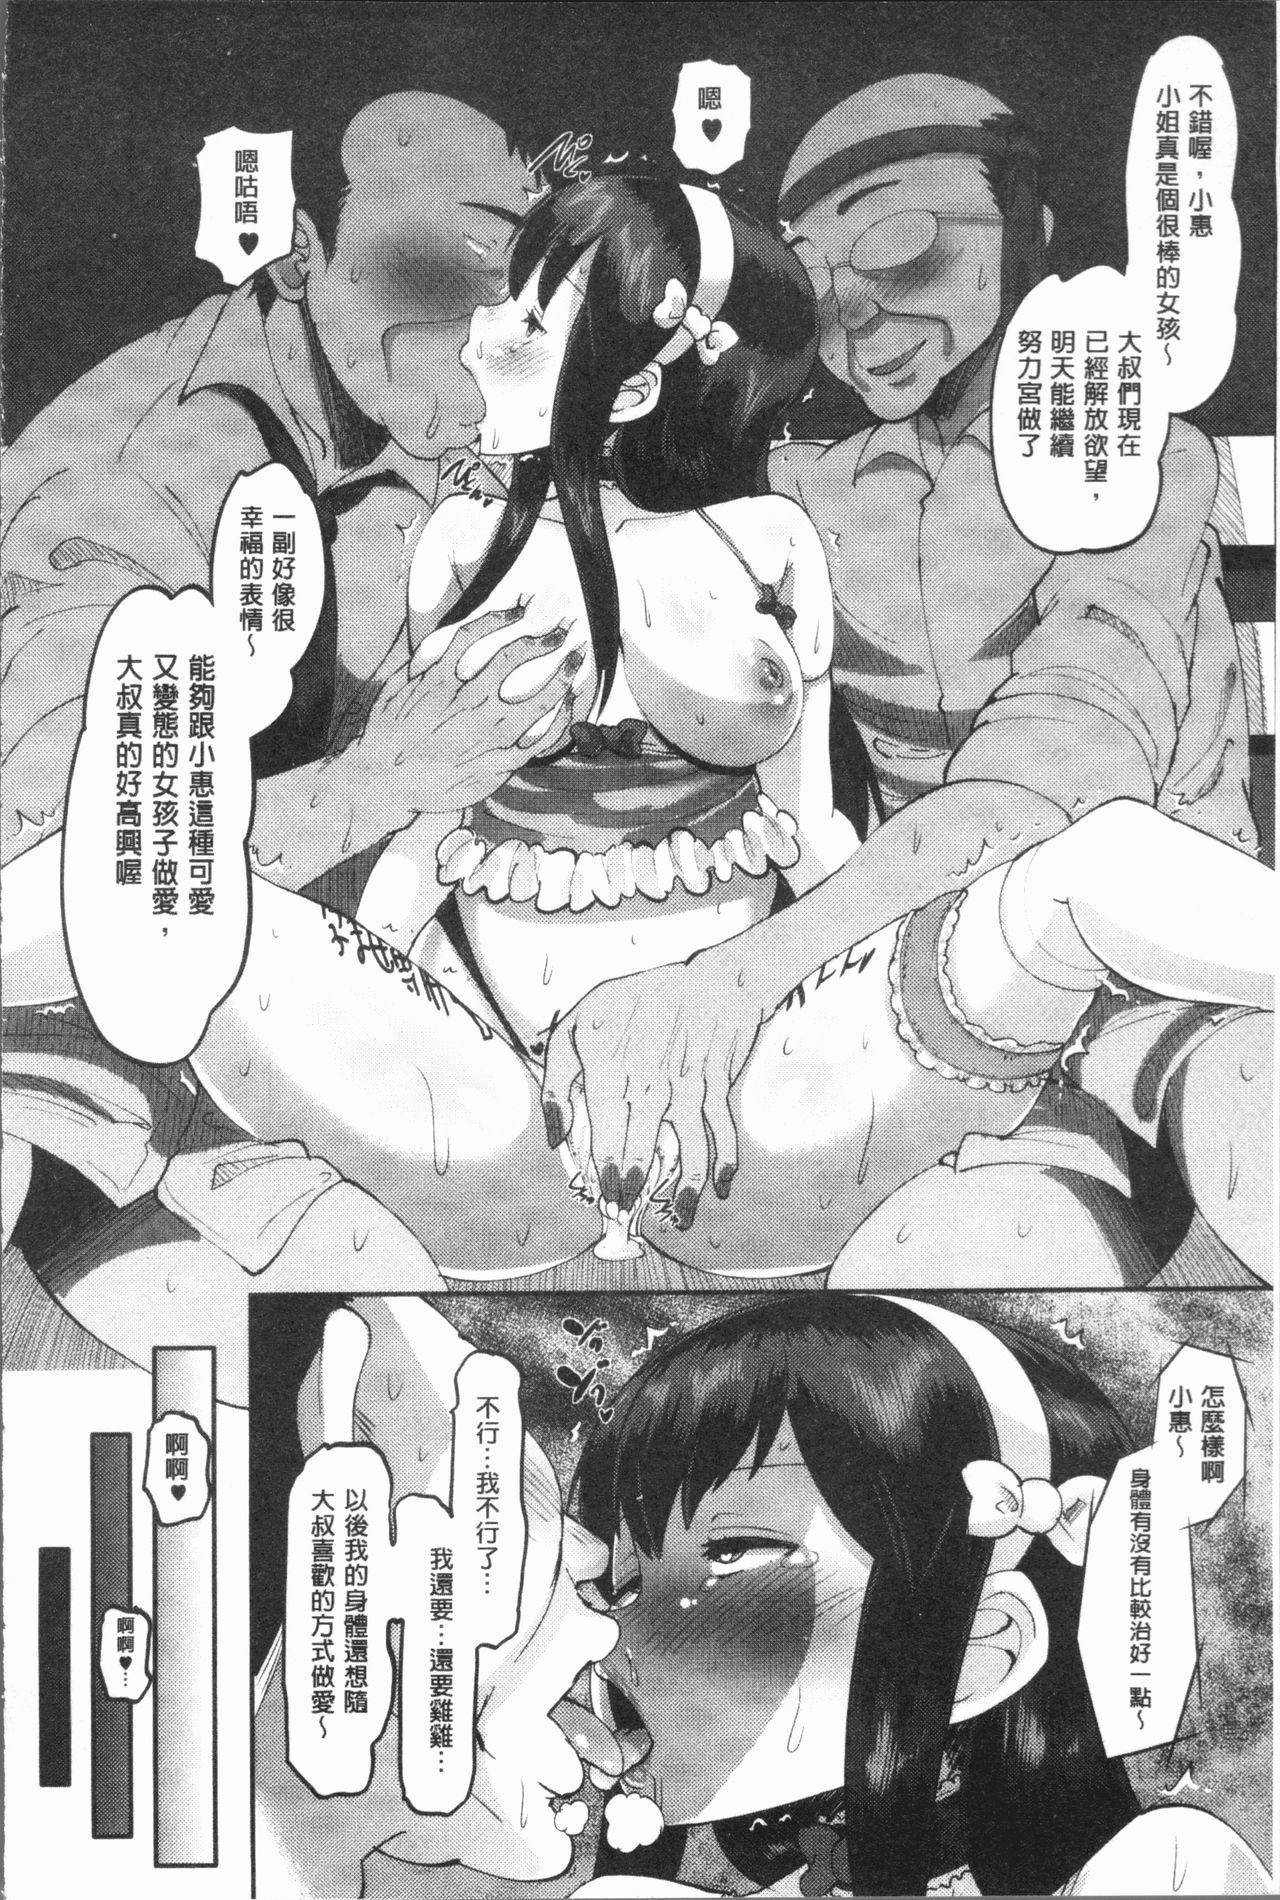 不錯喔，小惠
小姐真是個很棒的女孩～
大叔們現在
已經解放欲望，
明天能繼續
努力宮做了
嗯♥
嗯咕唔♥
一副好像很
幸福的表情～
能夠跟小惠這種可愛
又變態的女孩子做愛，
大叔真的好高興喔
怎麼樣啊
小惠～
身體有沒有比較治好一點～
不行…我不行了…
我還要…還要雞雞…
以後我的身體還想隨
大叔喜歡的方式做愛～
啊啊♥
啊啊♥…